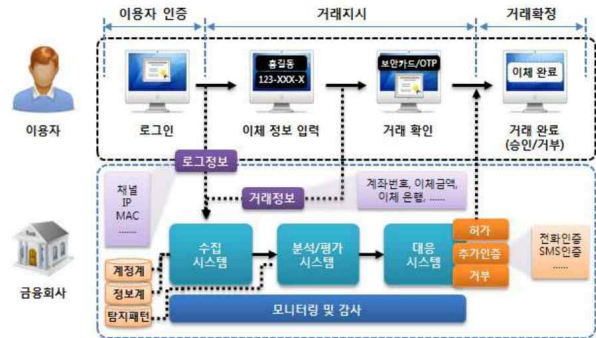 이용자 인증
거래지시
거래확정
홍길동
123-XXX-X
보안카드/OTP
이체 완료
이용자
로그인
이체 정보 입력
거래 확인
거래 완료
(승인/거부)
로그정보
채널
IP
MAC
......
거래정보
계좌번호, 이체금액,
이체 은행, ......
수집
시스템
분석/평가
시스템
대응
시스템
허가
추가인증
거부
전화인증
SMS인증
......
금융회사
계정계
정보계
탐지패턴
모니터링 및 감사